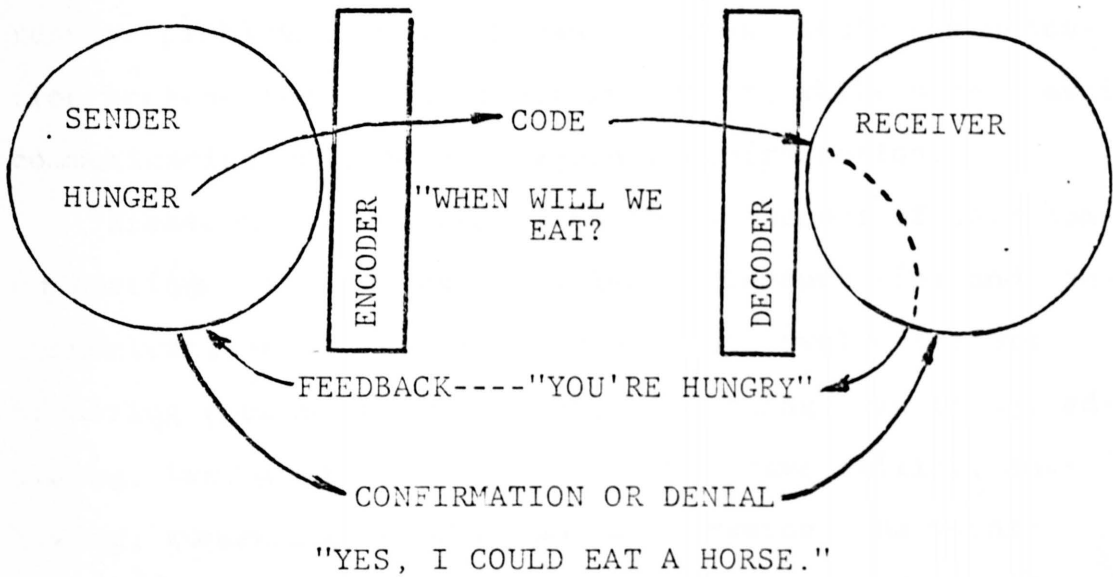 SENDER
HUNGER
ENCODER
CODE
"WHEN WILL WE
EAT?
DECODER
RECEIVER
FEEDBACK----"YOU'RE HUNGRY"
CONFIRMATION OR DENIAL
"YES, I COULD EAT A HORSE."